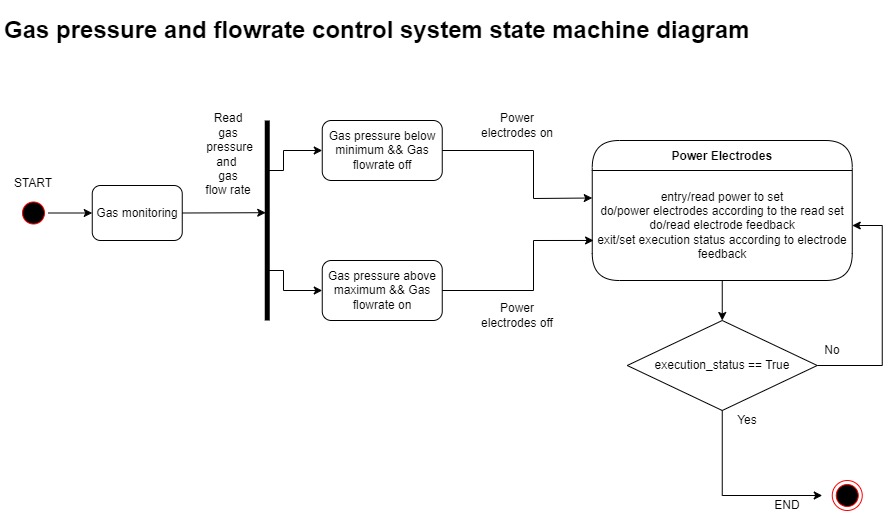 Gas pressure and flowrate control system state machine diagram
START
Gas monitoring
Read
gas
pressure
and
gas
flow rate
Gas pressure below
minimum && Gas
flowrate off
Power
electrodes on
Gas pressure above
maximum && Gas
flowrate on
Power
electrodes off
Power Electrodes
entry/read power to set
do/power electrodes according to the read set
do/read electrode feedback
exit/set execution status according to electrode
feedback
execution_status == True
No
Yes
END